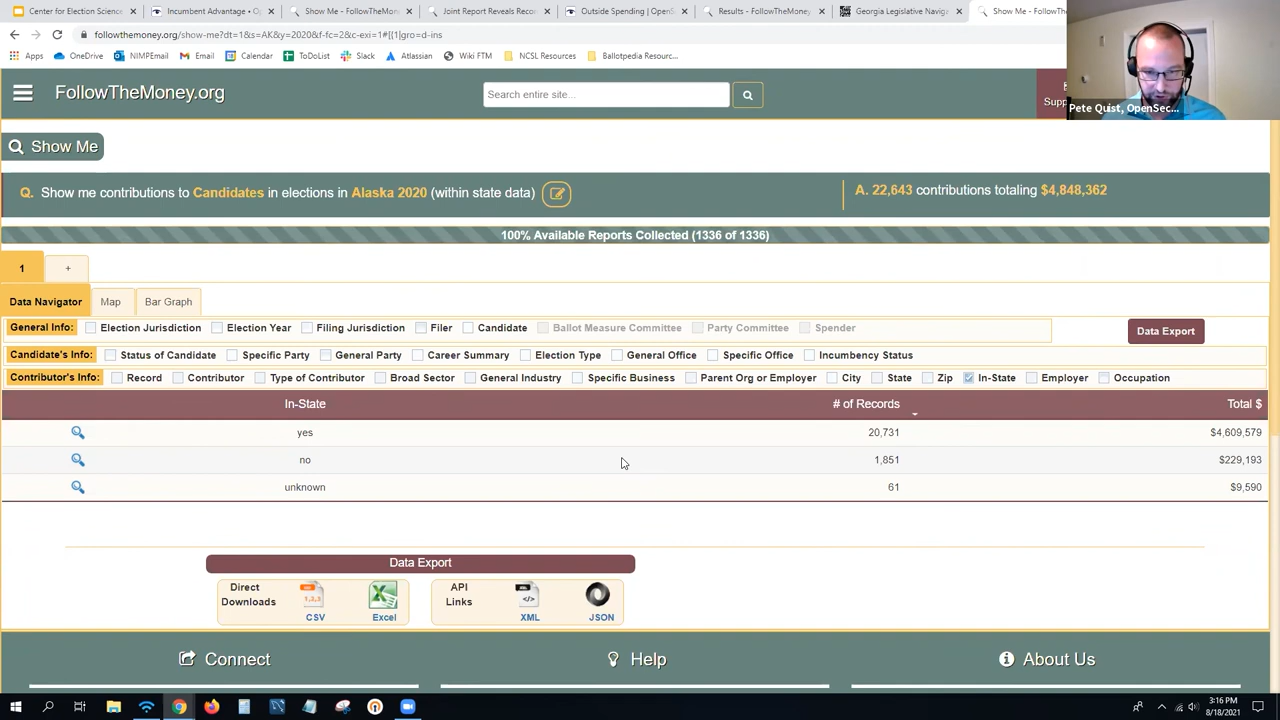 Center for Election Science
Incumbent Advantage • O
Show Me - FollowTheMoney
Joint Report Reveals Record
Outside Spending | OpenSe
Results - FollowTheMoney
Georgia Legislative Naviga
Show Me - FollowTheM
followthemoney.org/show-me?dt=1&s=AK&y=2020&f-fc=2&c-exi=1#[{1|gro=d-ins
Apps OneDrive NIMPEmail Email Calendar ToDoList Slack Atlassian Wiki FTM NCSL Resources Ballotpedia Resourc...
FollowTheMoney.org
Search entire site...
Supp
Pete Quist, OpenSec...
Show Me
Q. Show me contributions to Candidates in elections in Alaska 2020 (within state data)
A. 22,643 contributions totaling $4,848,362
100% Available Reports Collected (1336 of 1336)
1 +
Data Navigator Map Bar Graph
General Info: Election Jurisdiction Election Year Filing Jurisdiction Filer Candidate Ballot Measure Committee Party Committee Spender
Data Export
Candidate's Info: Status of Candidate Specific Party General Party Career Summary Election Type General Office Specific Office Incumbency Status
Contributor's Info: Record Contributor Type of Contributor Broad Sector General Industry Specific Business Parent Org or Employer City State Zip In-State Employer Occupation
In-State # of Records Total $
yes 20,731 $4,609,579
no 1,851 $229,193
unknown 61 $9,590
Data Export
Direct Downloads CSV Excel
API Links XML JSON
Connect Help About Us
3:16 PM
8/18/2021